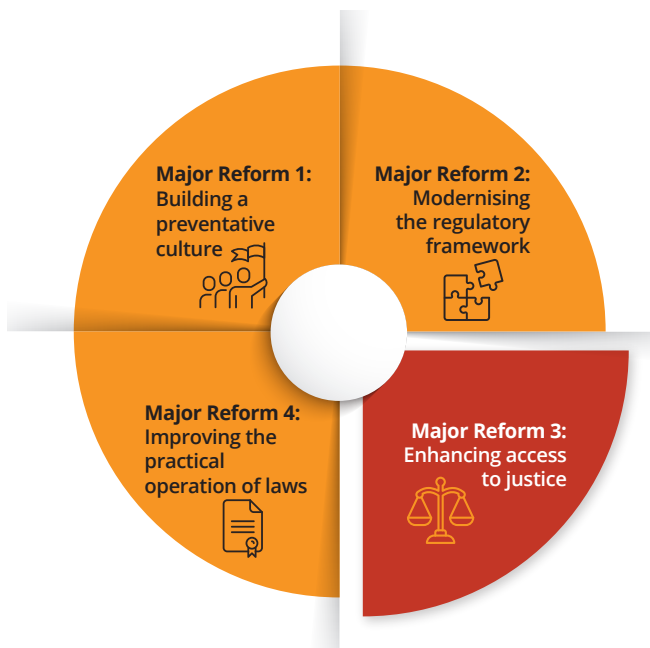 Major Reform 1:
Building a
preventative
culture
Major Reform 2:
Modernising
the regulatory
framework
Major Reform 3:
Enhancing access
to justice
Major Reform 4:
Improving the
practical
operation of laws